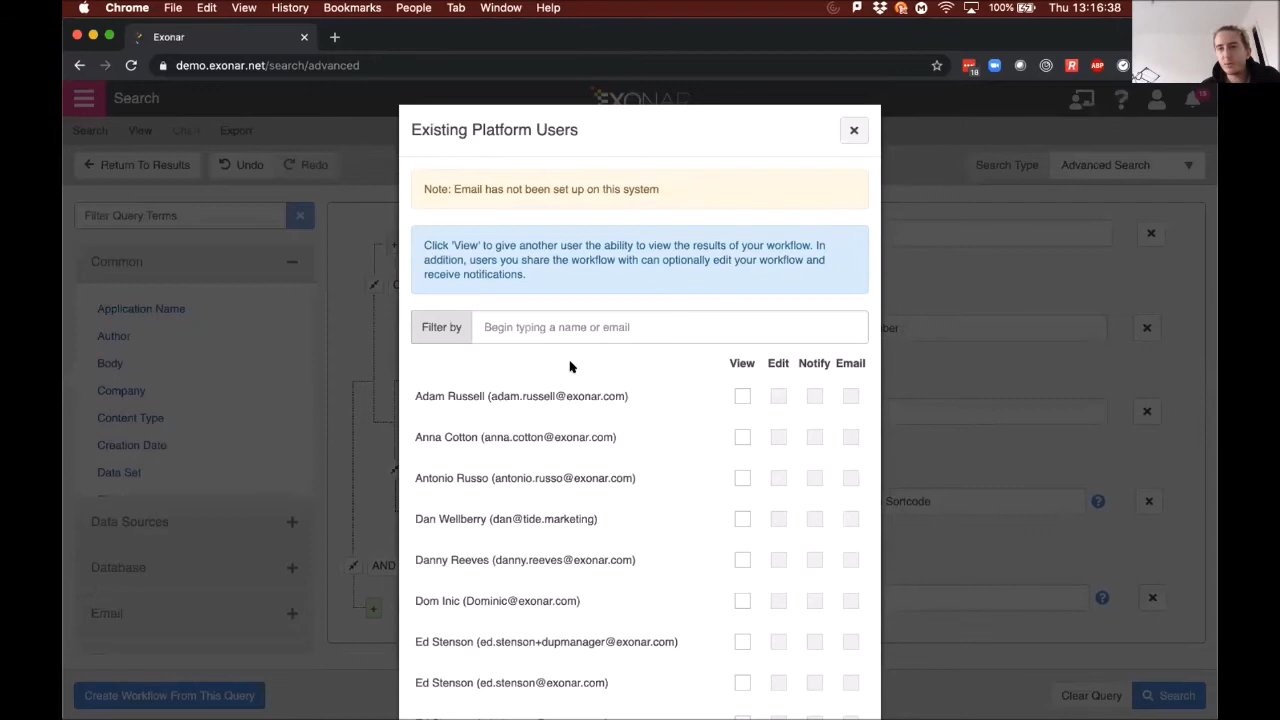 Chrome File Edit View History Bookmarks People Tab Window Help 100% Thu 13:16:38
Exonar
demo.exonar.net/search/advanced
18
ABP
Search
EXONAR
15
Search View Chart Export
Return To Results Undo Redo
Search Type Advanced Search
Filter Query Terms
Common
Application Name
Author
Body
Company
Content Type
Creation Date
Data Set
Data Sources
Database
Email
AND
Sortcode
Create Workflow From This Query
Clear Query Search
Existing Platform Users
Note: Email has not been set up on this system
Click 'View' to give another user the ability to view the results of your workflow. In
addition, users you share the workflow with can optionally edit your workflow and
receive notifications.
Filter by Begin typing a name or email
View Edit Notify Email
Adam Russell (adam.russell@exonar.com)
Anna Cotton (anna.cotton@exonar.com)
Antonio Russo (antonio.russo@exonar.com)
Dan Wellberry (dan@tide.marketing)
Danny Reeves (danny.reeves@exonar.com)
Dom Inic (Dominic@exonar.com)
Ed Stenson (ed.stenson+dupmanager@exonar.com)
Ed Stenson (ed.stenson@exonar.com)